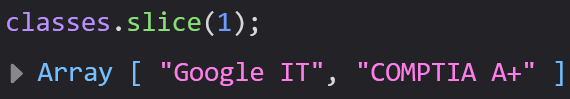 classes.slice(1);
Array [ "Google IT", "COMPTIA A+" ]